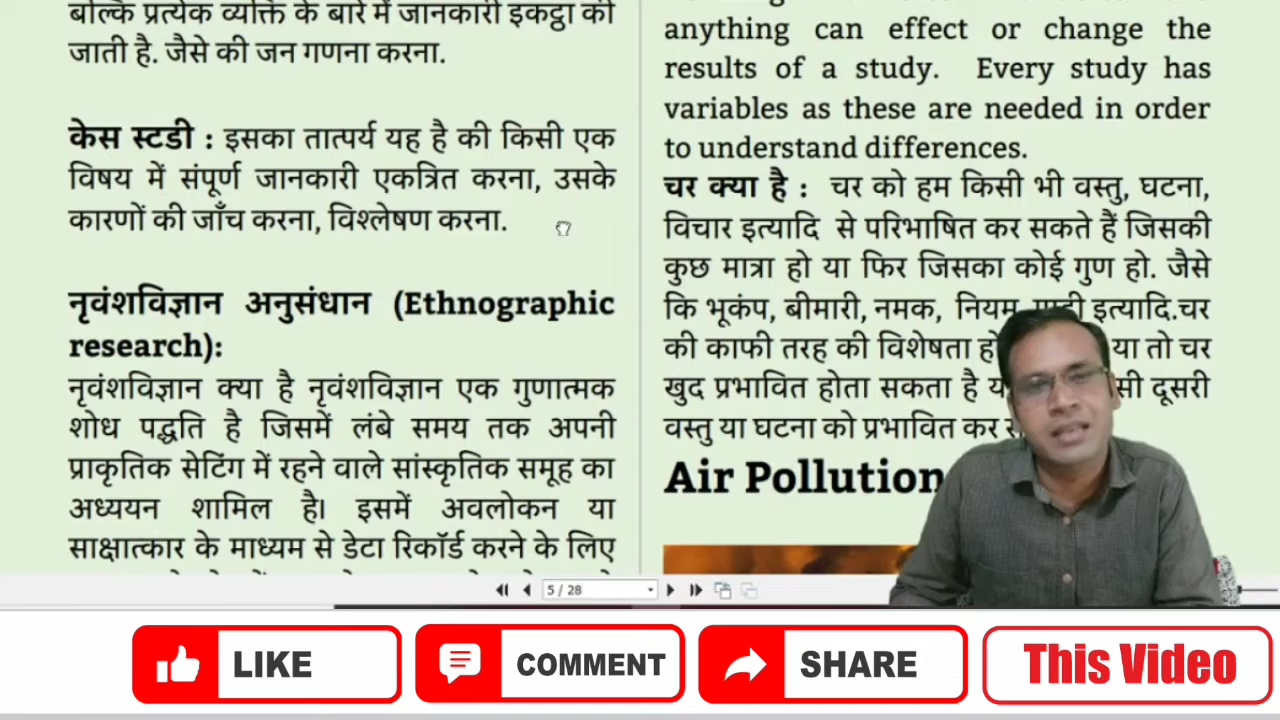 बल्कि प्रत्येक व्यक्ति के बारे में जानकारी इकट्ठा की
जाती है. जैसे की जन गणना करना.
केस स्टडी : इसका तात्पर्य यह है की किसी एक
विषय में संपूर्ण जानकारी एकत्रित करना, उसके
कारणों की जाँच करना, विश्लेषण करना.
नृवंशविज्ञान अनुसंधान (Ethnographic
research):
नृवंशविज्ञान क्या है नृवंशविज्ञान एक गुणात्मक
शोध पद्धति है जिसमें लंबे समय तक अपनी
प्राकृतिक सेटिंग में रहने वाले सांस्कृतिक समूह का
अध्ययन शामिल है। इसमें अवलोकन या
साक्षात्कार के माध्यम से डेटा रिकॉर्ड करने के लिए
anything can effect or change the
results of a study. Every study has
variables as these are needed in order
to understand differences.
चर क्या है : चर को हम किसी भी वस्तु, घटना,
विचार इत्यादि से परिभाषित कर सकते हैं जिसकी
कुछ मात्रा हो या फिर जिसका कोई गुण हो. जैसे
कि भूकंप, बीमारी, नमक, नियम इत्यादि.चर
की काफी तरह की विशेषता या तो चर
खुद प्रभावित होता सकता है दूसरी
वस्तु या घटना को प्रभावित कर
Air Pollution
5 / 28
LIKE
COMMENT
SHARE
This Video